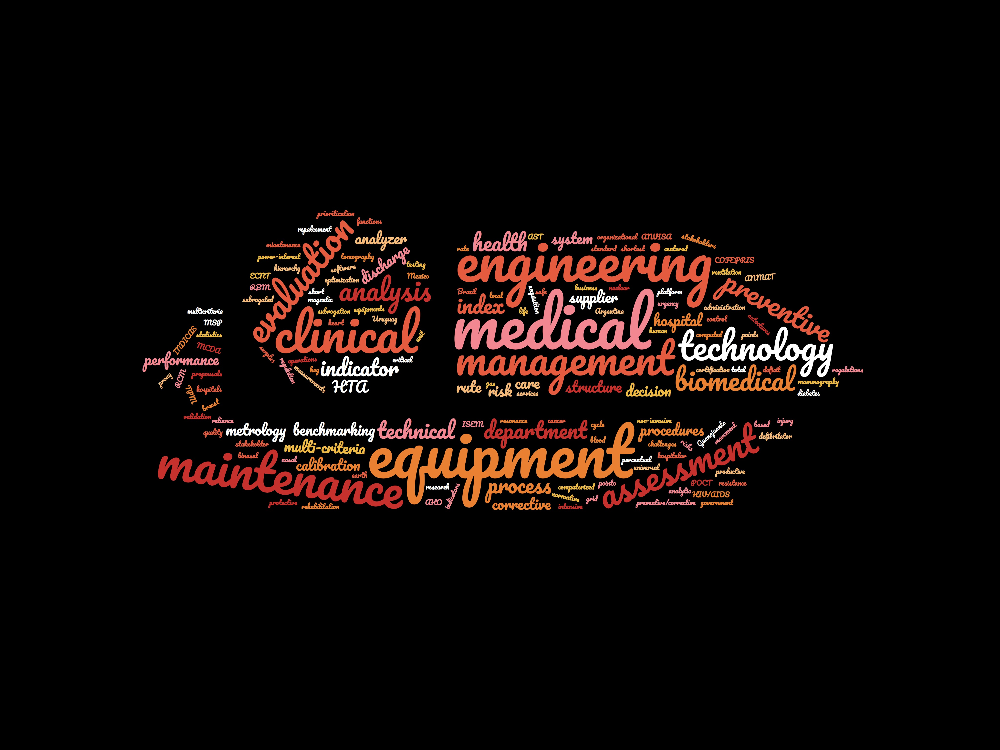 prioritization
functions
repalcement
evaluation
analyzer
miantenance
power-interest
tomography
discharge
testing
hierarchy
software
ECNT
optimization
Mexico
RBM
short
analysis
subrogated
magnetic
subrogation
equipments
heart
Uruguay
clinical
unit
surplus
regulation
operations
measurements
key
indicator
critical
HTA
multicriteria
MSP
INDICAS
statistics
MCDA
performance
prong
RCM
propousals
hospitals
breast
validation
reliance
health
AST
system
organizational
ANVISA
stakeholders
rate
standard
shortest
centered
engineering
COFEPRIS
ventilation
ANMAT
preventive
Brazil
local
acquisition
safe
business
nuclear
supplier
platform
index
life
Argentina
urgency
administration
medical
hospital
control
autoclaves
human
computed
points
technology
management
certification
total
deficit
regulations
biomedical
mammography
diabetes
rute
gas
risk
care
services
structure
decision
quality
metrology
benchmarking
technical
ISEM
department
resonance
cancer
cycle
non-invasive
procedures
Guanajuanto
movement
based
injury
defibrilator
stakeholder
multi-criteria
blood
challenges
risks
assessment
binasal
nasal
calibration
equipment
percentual
hospitalar
universal
productive
maintenance
earth
research
indicators
AHO
process
computerized
pointo
normative
grid
corrective
intensive
POCT
resistance
analytic
HIV/AIDS
preventive/corrective
government
protective
rehabilitation